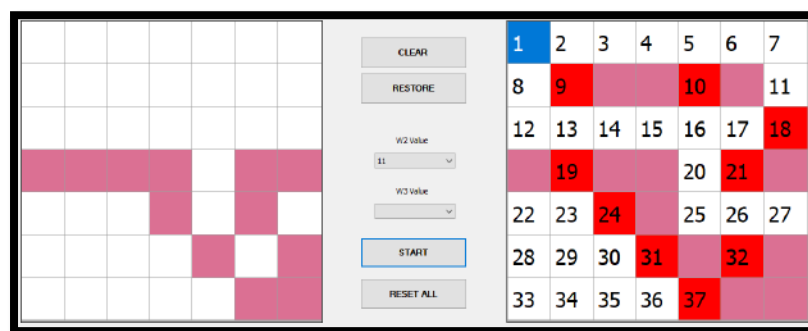 CLEAR
RESTORE
W2 Value
11
W3 Value
START
RESET ALL
1 2 3 4 5 6 7
8 9 10 11
12 13 14 15 16 17 18
19 20 21
22 23 24 25 26 27
28 29 30 31 32
33 34 35 36 37